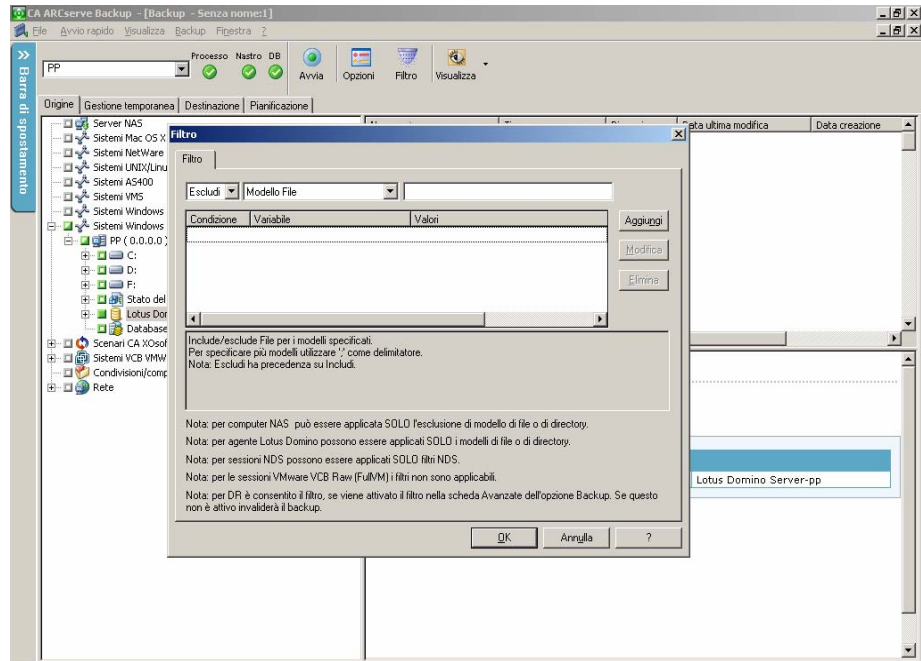 CA ARCserve Backup - [Backup - Senza nome:1]
File Avvio rapido Visualizza Backup Finestra ?
Barra di spostamento
PP
Processo Nastro DB
Avvia
Opzioni
Filtro
Visualizza
Origine Gestione temporanea Destinazione Pianificazione
Server NAS
Sistemi Mac OS X
Sistemi NetWare
Sistemi UNIX/Linu
Sistemi AS400
Sistemi VMS
Sistemi Windows
Sistemi Windows
PP ( 0.0.0.0 )
C:
D:
F:
Stato del
Lotus Dor
Database
Scenari CA XOsof
Sistemi VCB VMW
Condivisioni/comp
Rete
Data ultima modifica Data creazione
Filtro
Filtro
Escludi Modello File
Condizione Variabile Valori
Aggiungi
Modifica
Elimina
Include/esclude File per i modelli specificati.
Per specificare più modelli utilizzare ';' come delimitatore.
Nota: Escludi ha precedenza su Includi.
Nota: per computer NAS può essere applicata SOLO l'esclusione di modello di file o di directory.
Nota: per agente Lotus Domino possono essere applicati SOLO i modelli di file o di directory.
Nota: per sessioni NDS possono essere applicati SOLO filtri NDS.
Nota: per le sessioni VMware VCB Raw (FullVM) i filtri non sono applicabili.
Nota: per DR è consentito il filtro, se viene attivato il filtro nella scheda Avanzate dell'opzione Backup. Se questo
non è attivo invaliderà il backup.
OK Annulla ?
Lotus Domino Server-pp